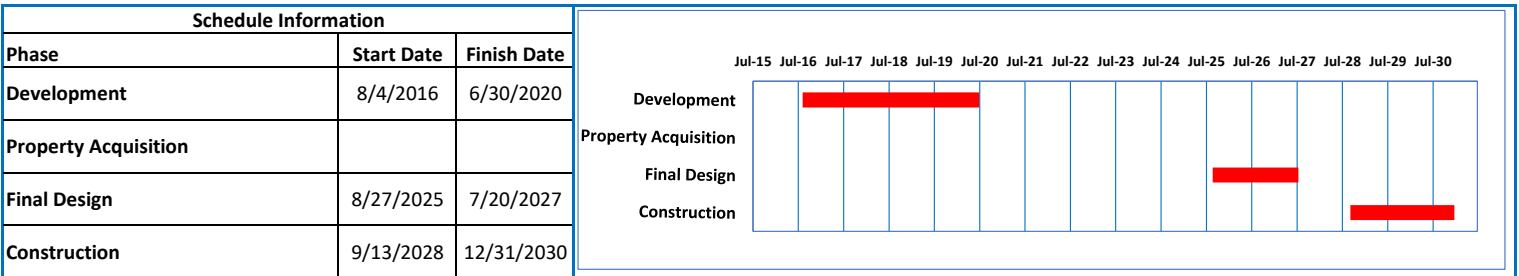 Schedule Information
Phase Start Date Finish Date
Development 8/4/2016 6/30/2020
Property Acquisition
Final Design 8/27/2025 7/20/2027
Construction 9/13/2028 12/31/2030
Jul-15 Jul-16 Jul-17 Jul-18 Jul-19 Jul-20 Jul-21 Jul-22 Jul-23 Jul-24 Jul-25 Jul-26 Jul-27 Jul-28 Jul-29 Jul-30
Development
Property Acquisition
Final Design
Construction